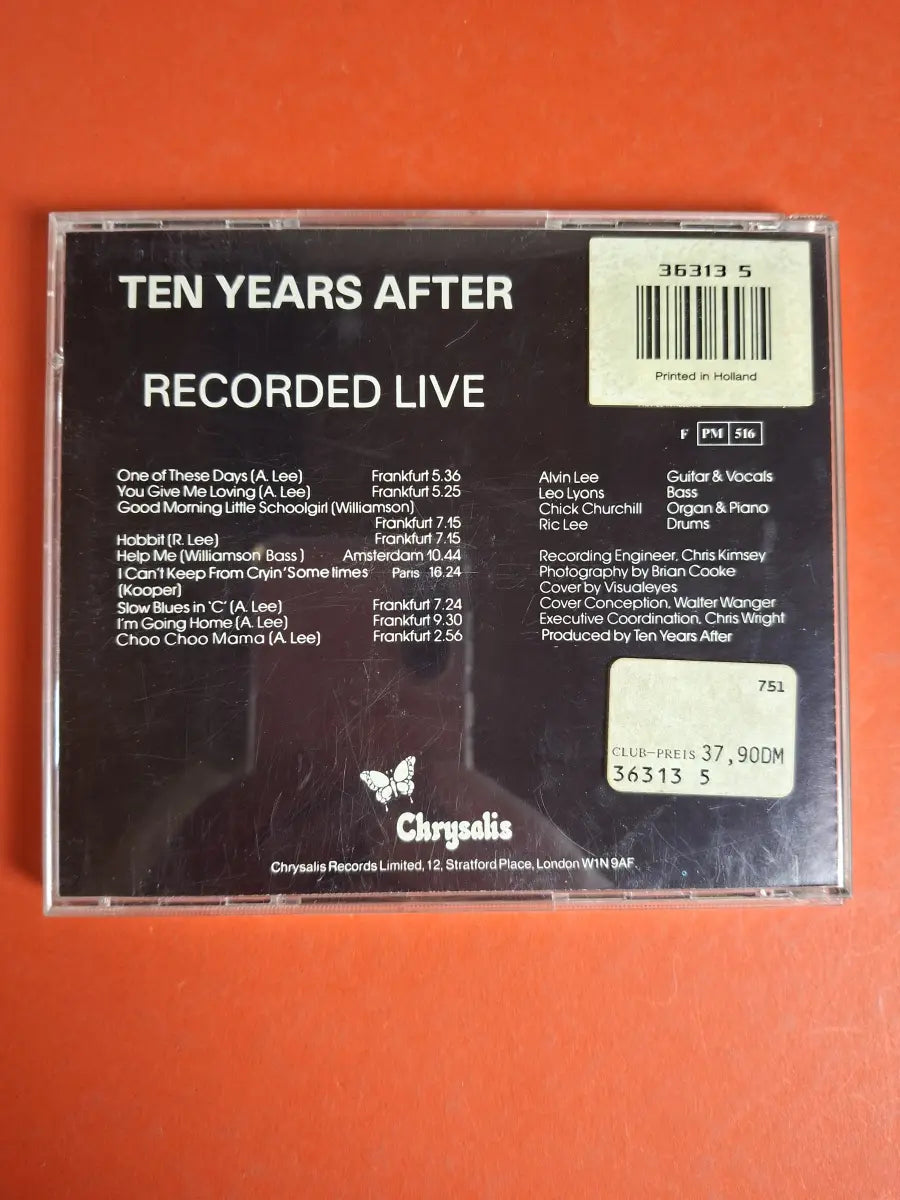 TEN YEARS AFTER
RECORDED LIVE
36313 5
Printed in Holland
F PM 516
One of These Days (A. Lee) Frankfurt 5.36
You Give Me Loving (A. Lee) Frankfurt 5.25
Good Morning Little Schoolgirl (Williamson)
Frankfurt 7.15
Hobbit (R. Lee) Frankfurt 7.15
Help Me (Williamson Bass ) Amsterdam 10.44
I Can't Keep From Cryin' Sometimes Paris 16.24
(Kooper)
Slow Blues in 'C' (A. Lee) Frankfurt 7.24
I'm Going Home (A. Lee) Frankfurt 9.30
Choo Choo Mama (A. Lee) Frankfurt 2.56
Alvin Lee Guitar & Vocals
Leo Lyons Bass
Chick Churchill Organ & Piano
Ric Lee Drums
Recording Engineer, Chris Kimsey
Photography by Brian Cooke
Cover by Visualeyes
Cover Conception, Walter Wanger
Executive Coordination, Chris Wright
Produced by Ten Years After
751
CLUB-PREIS 37,90DM
36313 5
Chrysalis
Chrysalis Records Limited, 12, Stratford Place, London W1N 9AF